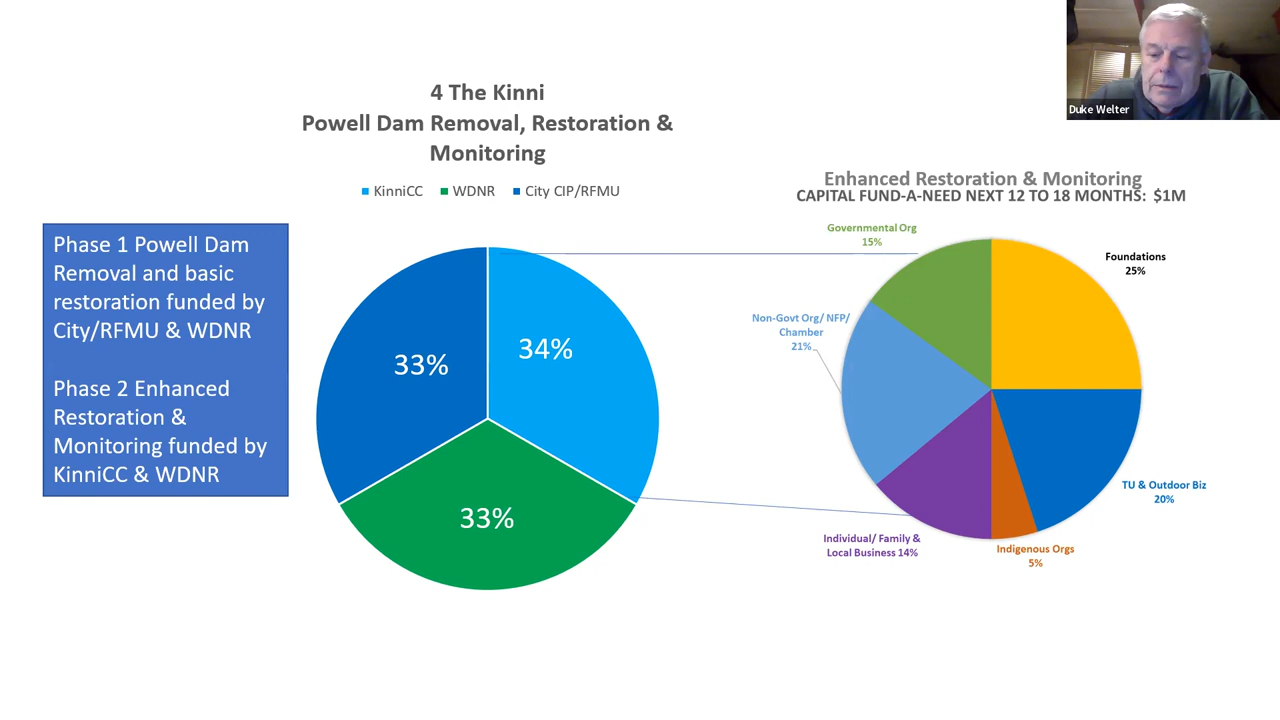 Duke Welter
4 The Kinni
Powell Dam Removal, Restoration &
Monitoring
KinniCC WDNR City CIP/RFMU
Phase 1 Powell Dam
Removal and basic
restoration funded by
City/RFMU & WDNR
Phase 2 Enhanced
Restoration &
Monitoring funded by
KinniCC & WDNR
33%
34%
33%
Enhanced Restoration & Monitoring
CAPITAL FUND-A-NEED NEXT 12 TO 18 MONTHS: $1M
Governmental Org
15%
Foundations
25%
Non-Govt Org/ NFP/
Chamber
21%
TU & Outdoor Biz
20%
Individual/ Family &
Local Business 14%
Indigenous Orgs
5%